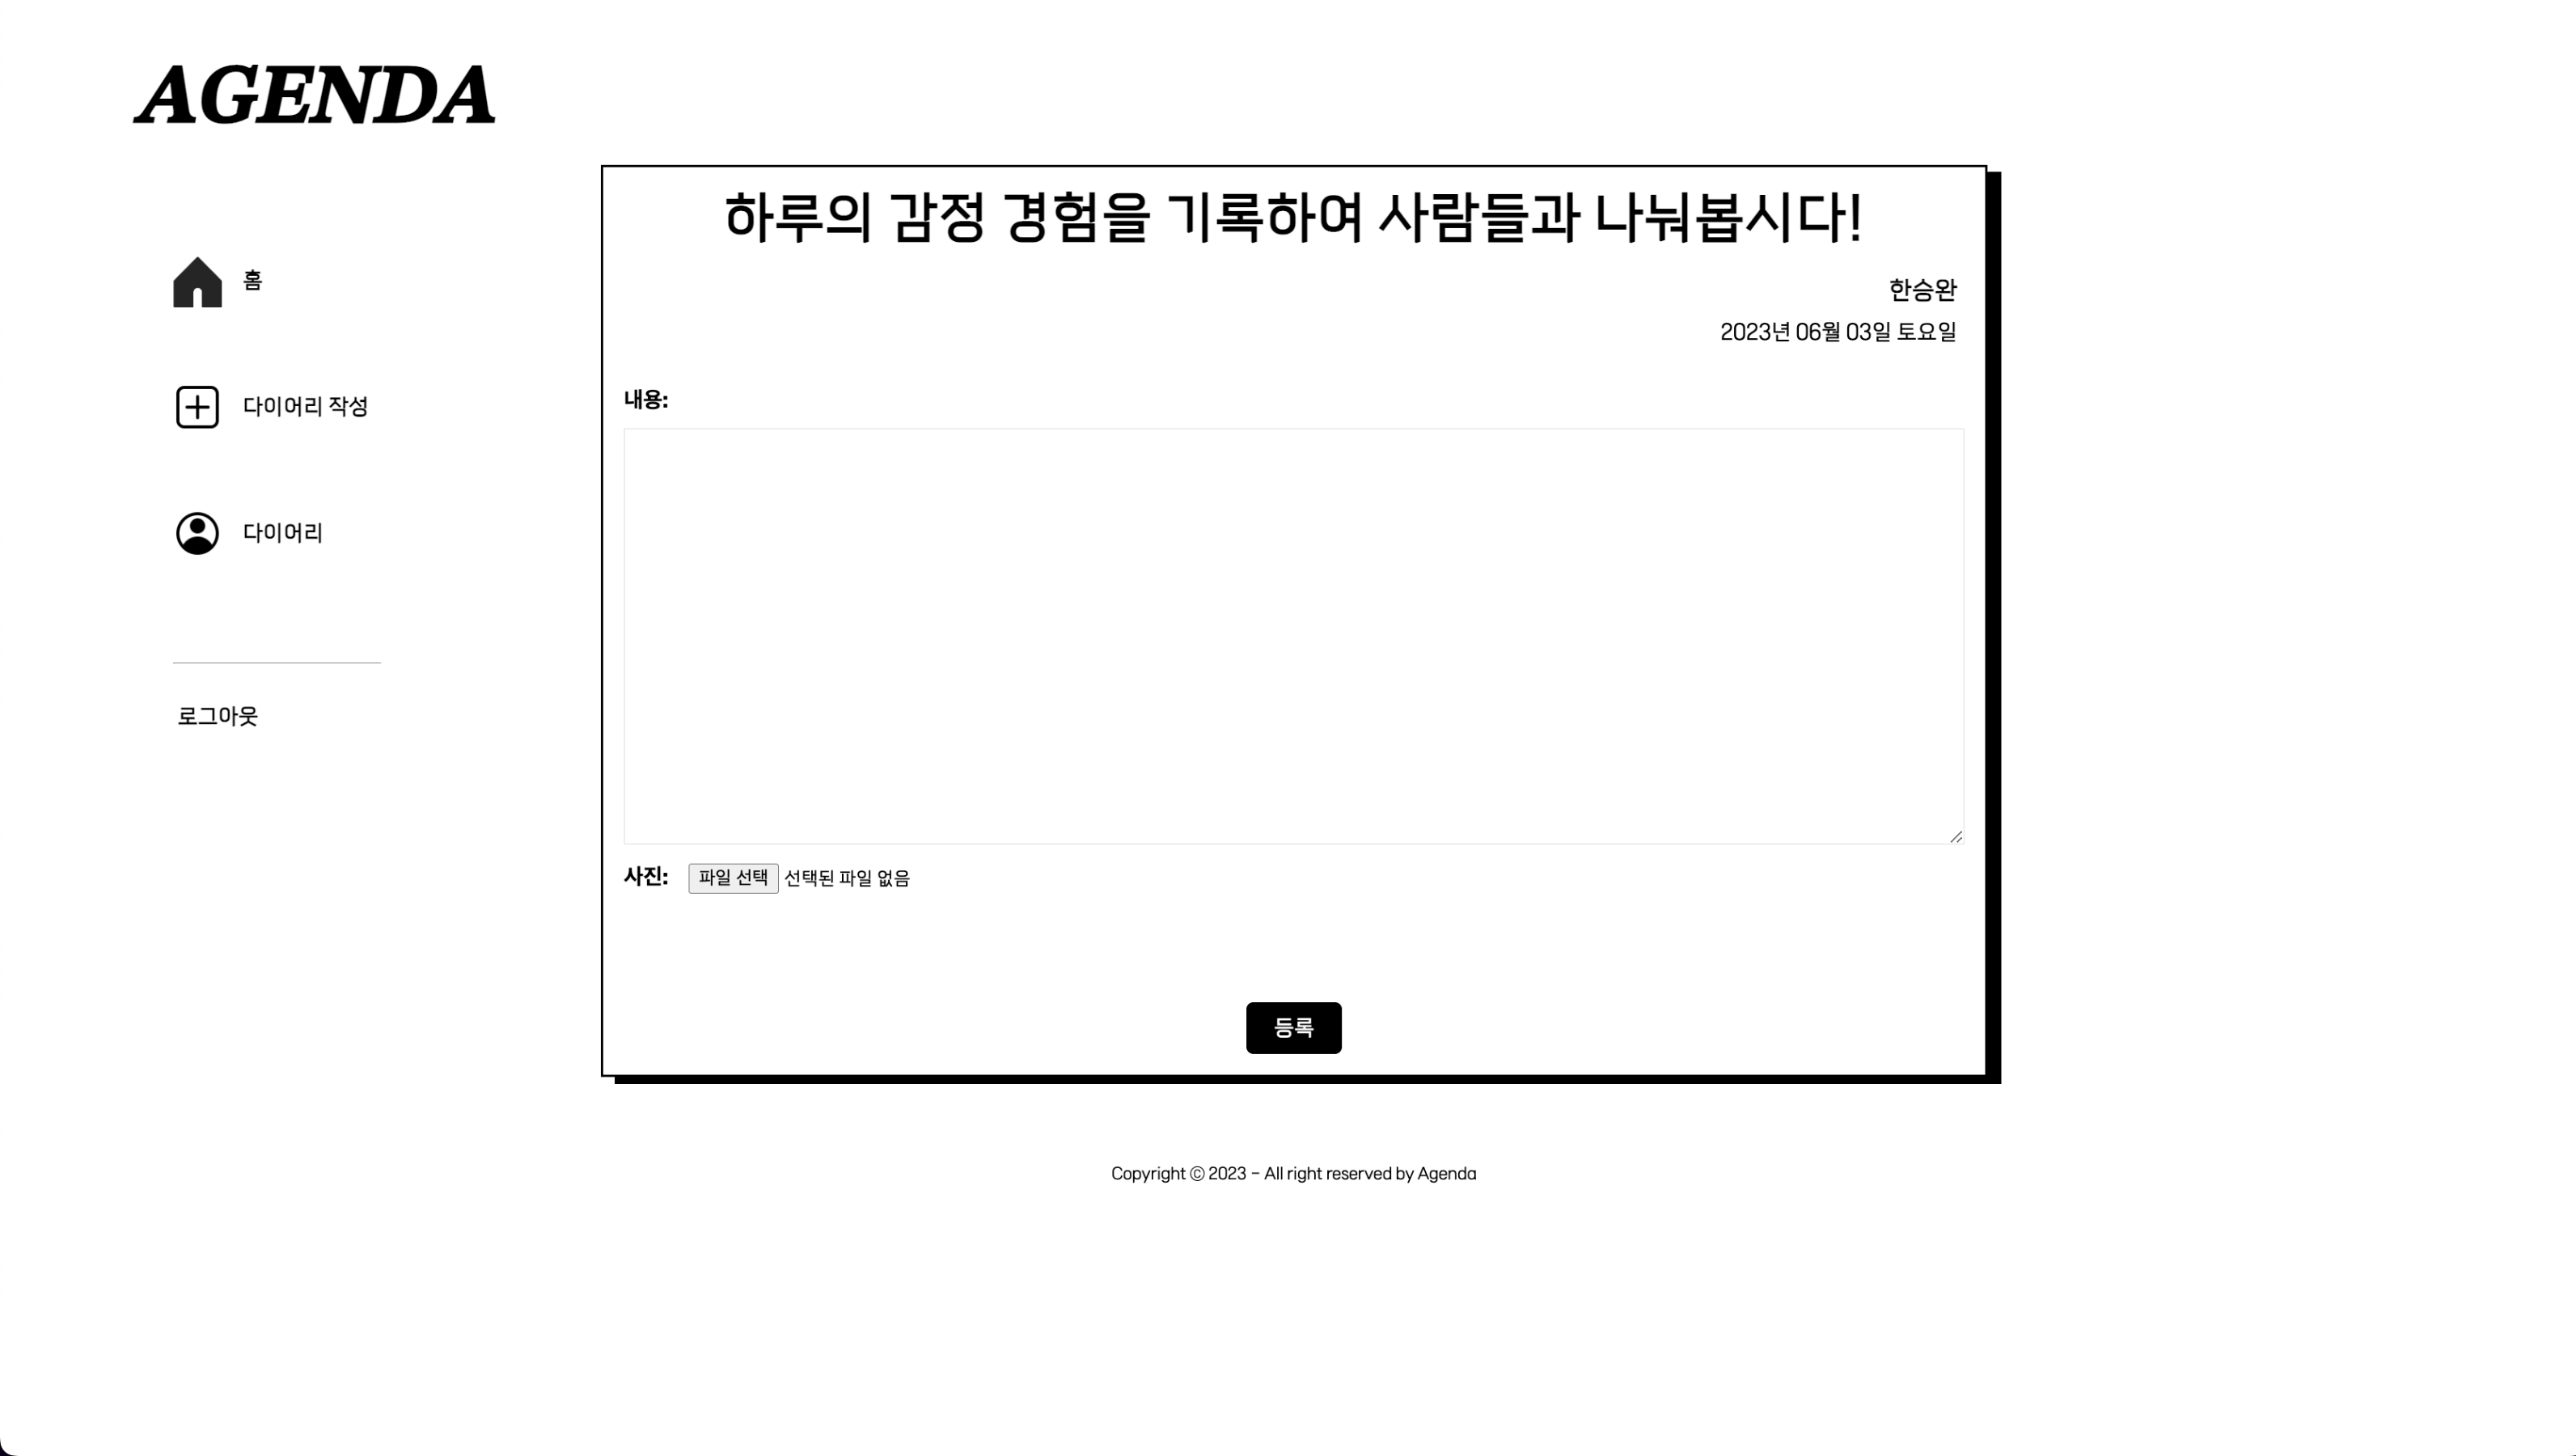 AGENDA
홈
다이어리 작성
다이어리
로그아웃
하루의 감정 경험을 기록하여 사람들과 나눠봅시다!
한승완
2023년 06월 03일 토요일
내용:
사진: 파일 선택 선택된 파일 없음
등록
Copyright © 2023 - All right reserved by Agenda